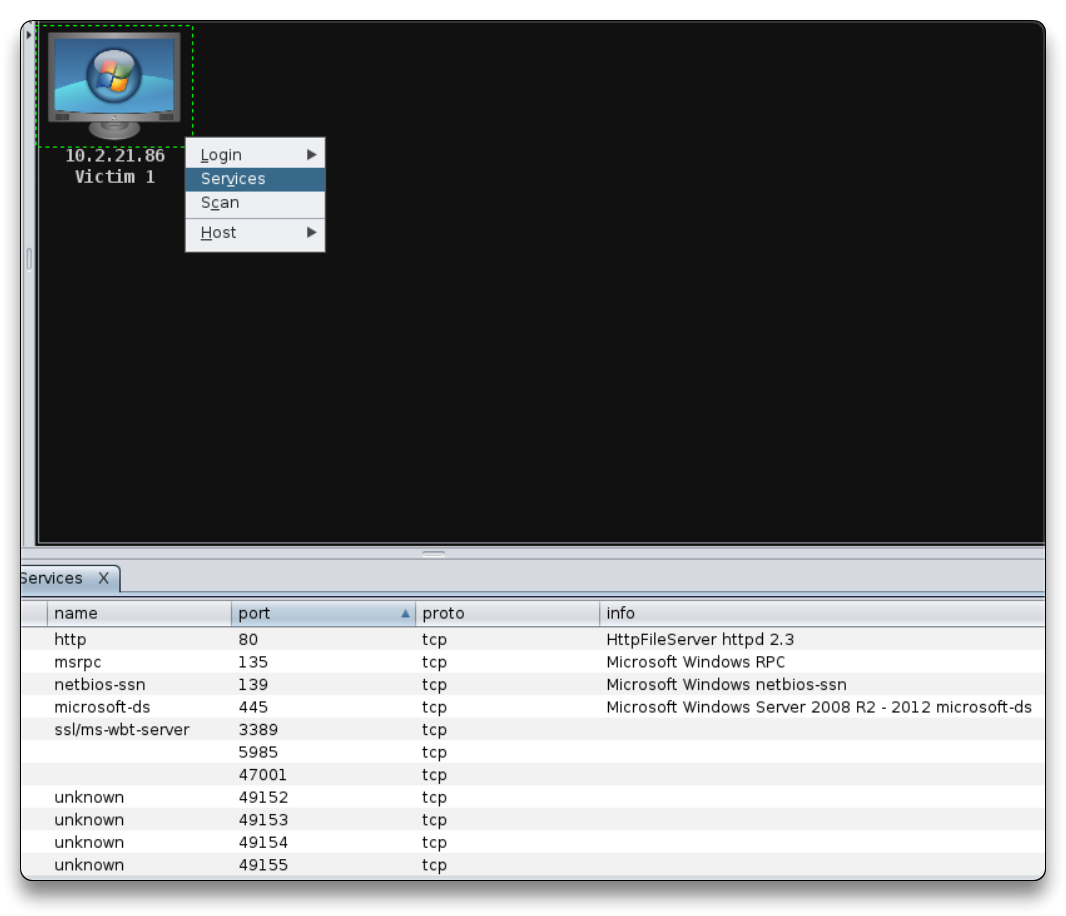 10.2.21.86
Victim 1
Login
Services
Scan
Host
Services X
name port proto info
http 80 tcp HttpFileServer httpd 2.3
msrpc 135 tcp Microsoft Windows RPC
netbios-ssn 139 tcp Microsoft Windows netbios-ssn
microsoft-ds 445 tcp Microsoft Windows Server 2008 R2 - 2012 microsoft-ds
ssl/ms-wbt-server 3389 tcp
5985 tcp
47001 tcp
unknown 49152 tcp
unknown 49153 tcp
unknown 49154 tcp
unknown 49155 tcp